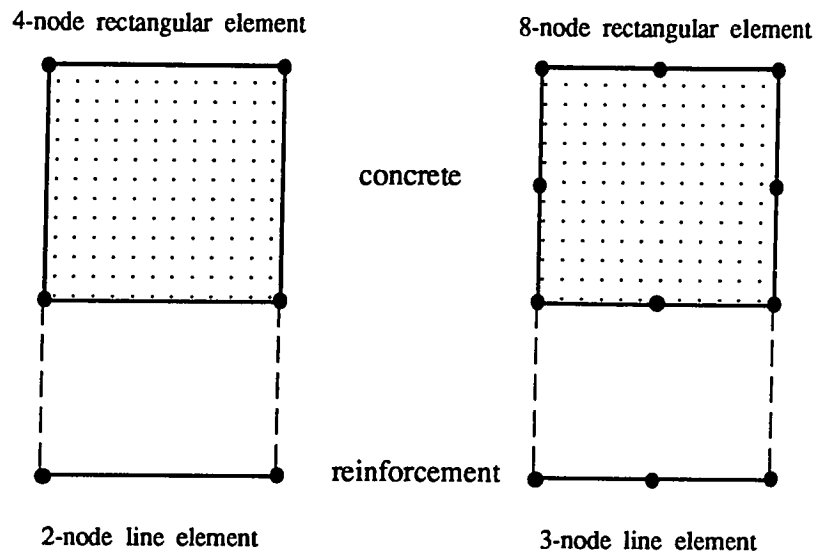 4-node rectangular element
8-node rectangular element
concrete
reinforcement
2-node line element
3-node line element